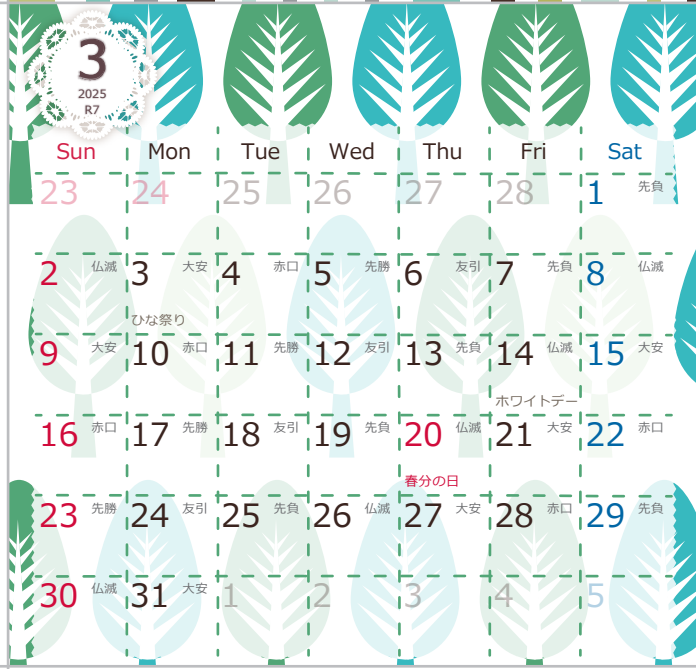 3
2025
R7
Sun Mon Tue Wed Thu Fri Sat
23 24 25 26 27 28 1 先負
2 仏滅 3 大安 4 赤口 5 先勝 6 友引 7 先負 8 仏滅
ひな祭り
9 大安 10 赤口 11 先勝 12 友引 13 先負 14 仏滅 15 大安
ホワイトデー
16 赤口 17 先勝 18 友引 19 先負 20 仏滅 21 大安 22 赤口
春分の日
23 先勝 24 友引 25 先負 26 仏滅 27 大安 28 赤口 29 先負
30 仏滅 31 大安 1 2 3 4 5